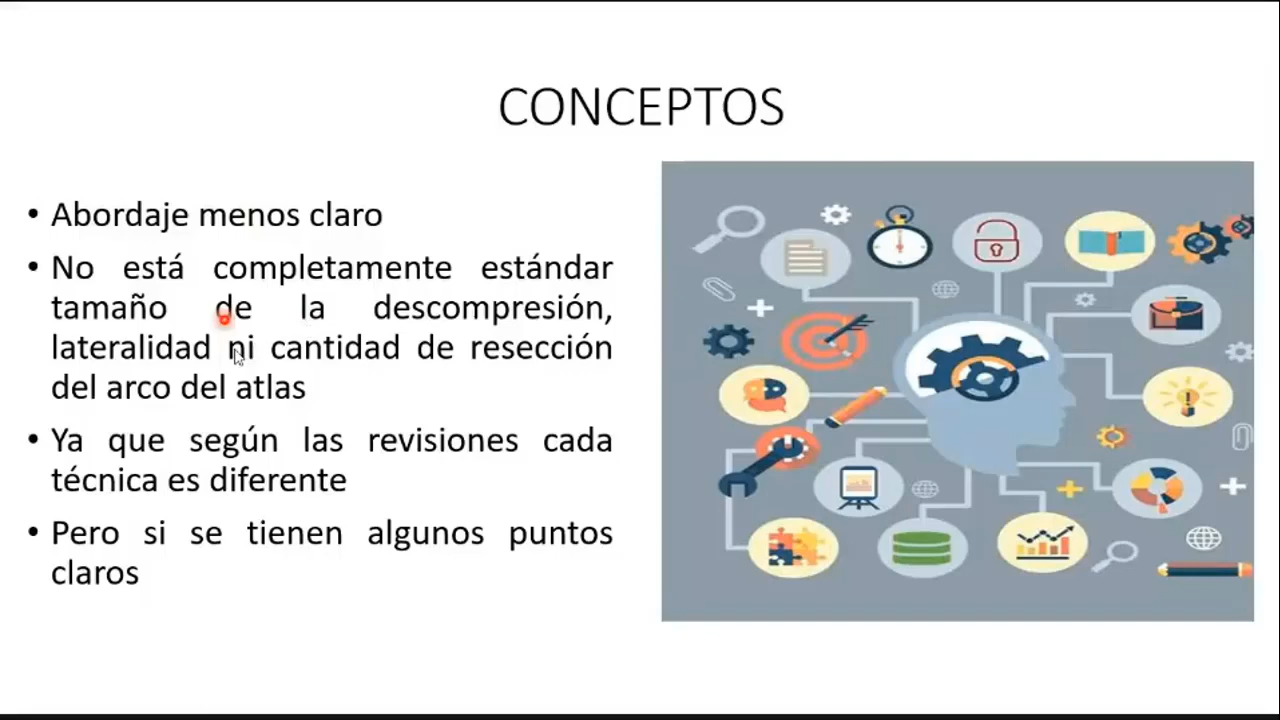 CONCEPTOS
• Abordaje menos claro
• No está completamente estándar
tamaño de la descompresión,
lateralidad ni cantidad de resección
del arco del atlas
• Ya que según las revisiones cada
técnica es diferente
• Pero si se tienen algunos puntos
claros